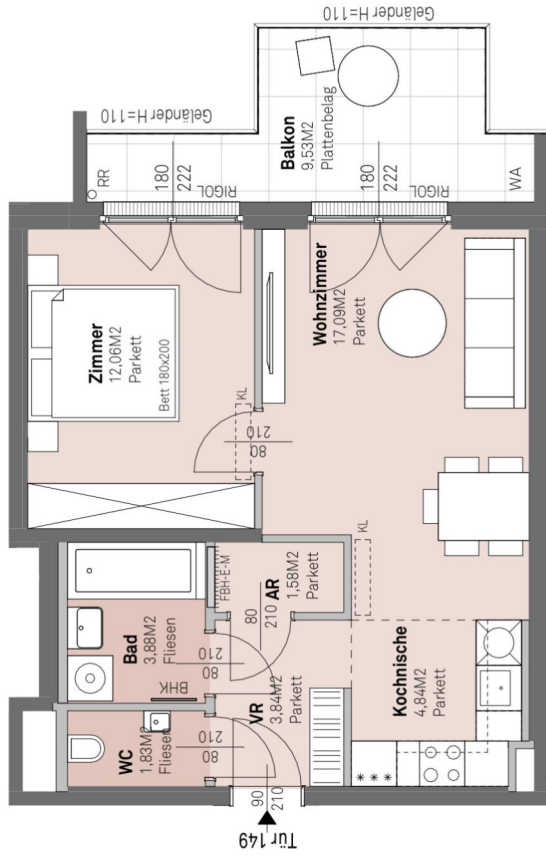 Geländer H=110
Geländer H=110
Balkon
9,53M2
Plattenbelag
RR
180
222
RIGOL
180
222
RIGOL
WA
Zimmer
12,06M2
Parkett
Bett 180x200
Wohnzimmer
17,09M2
Parkett
KL
80
210
KL
FBH-E-M
AR
1,58M2
Parkett
80
210
Bad
3,88M2
Fliesen
BHK
80
210
VR
3,84M2
Parkett
Kochnische
4,84M2
Parkett
WC
1,83M2
Fliesen
80
210
90
210
Tür 149
***